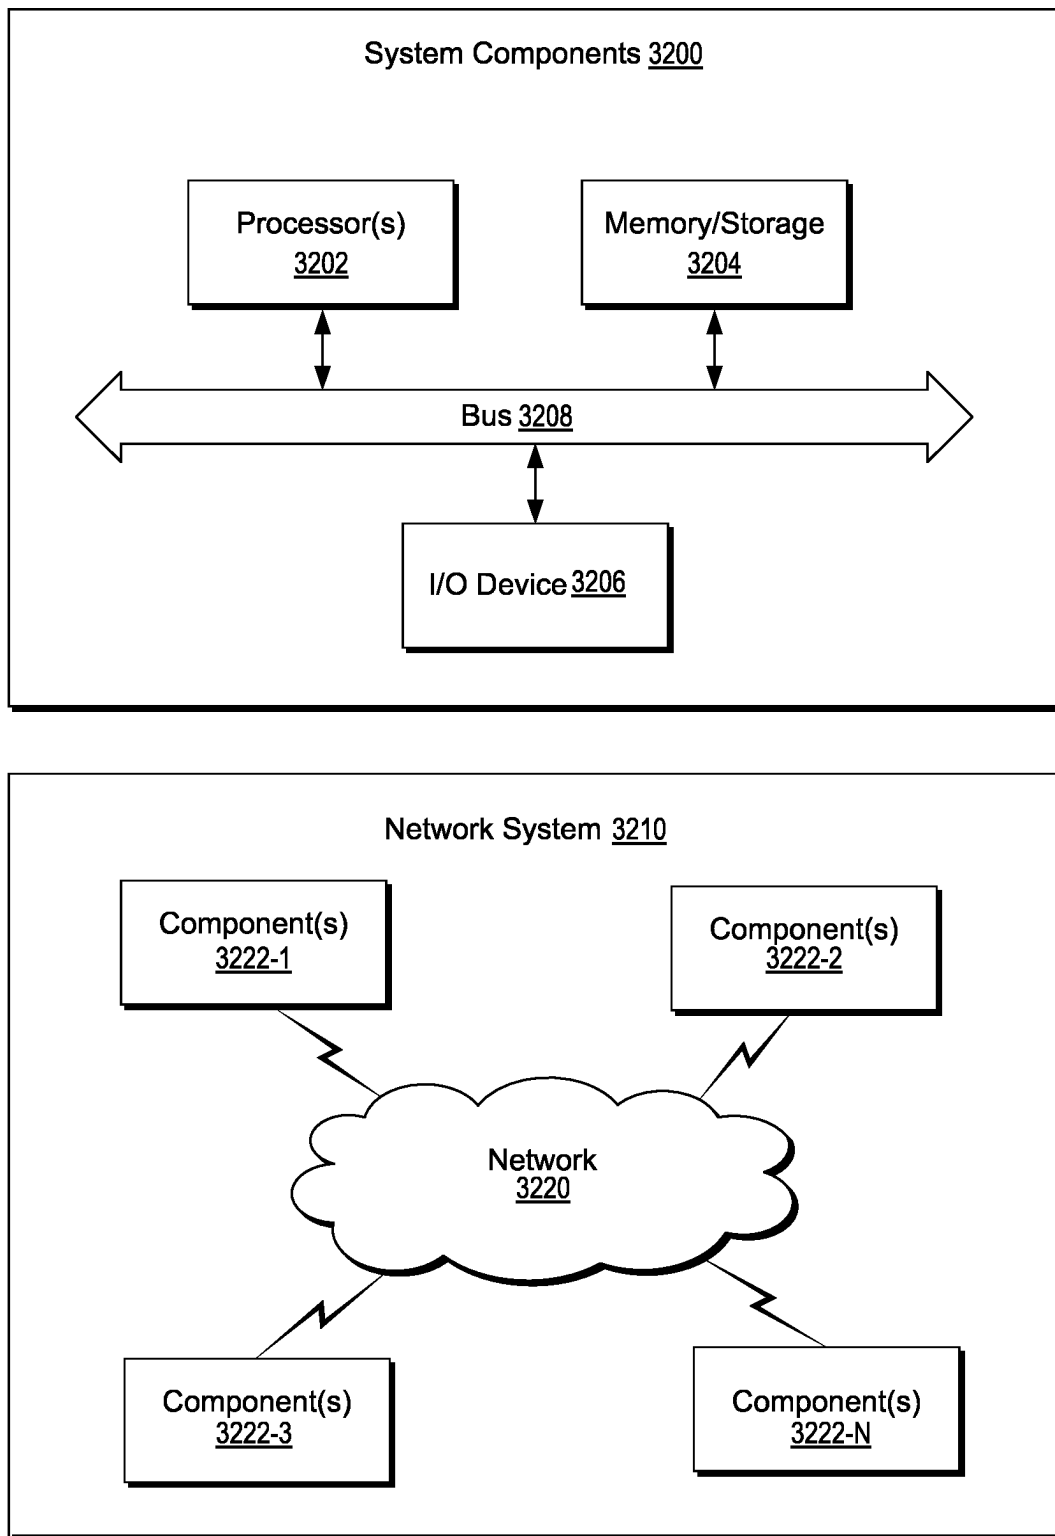 System Components 3200
Processor(s)
3202
Memory/Storage
3204
Bus 3208
I/O Device 3206
Network System 3210
Component(s)
3222-1
Component(s)
3222-2
Network
3220
Component(s)
3222-3
Component(s)
3222-N